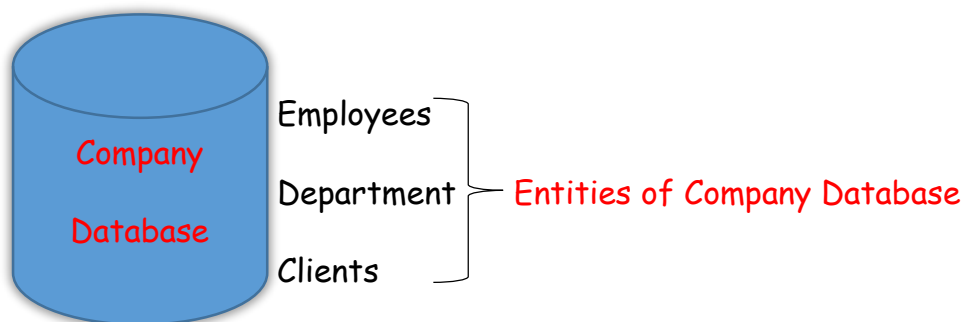 Company
Database
Employees
Department
Clients
Entities of Company Database